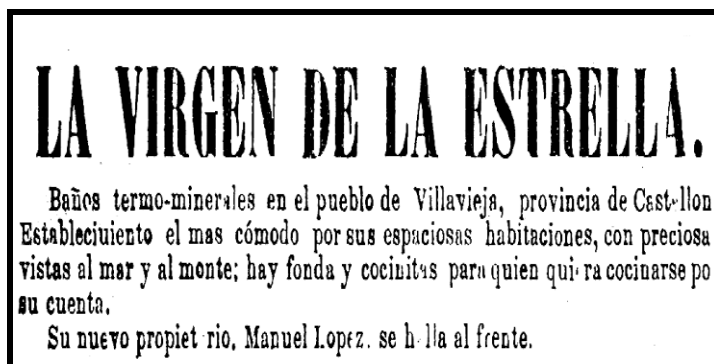 LA VIRGEN DE LA ESTRELLA.
Baños termo-minerales en el pueblo de Villavieja, provincia de Castellon
Estableciuiento el mas cómodo por sus espaciosas habitaciones, con preciosa
vistas al mar y al monte; hay fonda y cocinitas para quien quiera cocinarse po
su cuenta.
Su nuevo propietario, Manuel Lopez. se halla al frente.